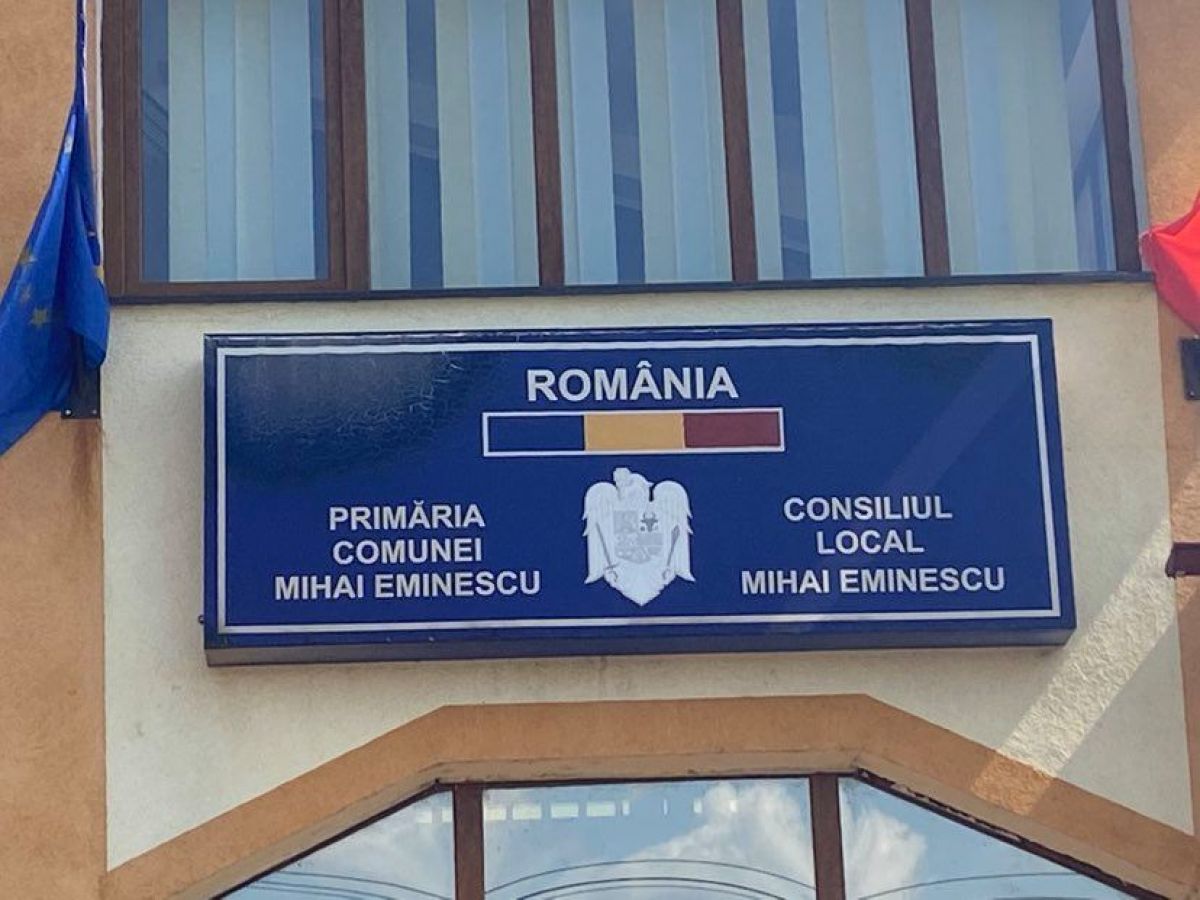 ROMÂNIA
PRIMĂRIA
COMUNEI
MIHAI EMINESCU
CONSILIUL
LOCAL
MIHAI EMINESCU